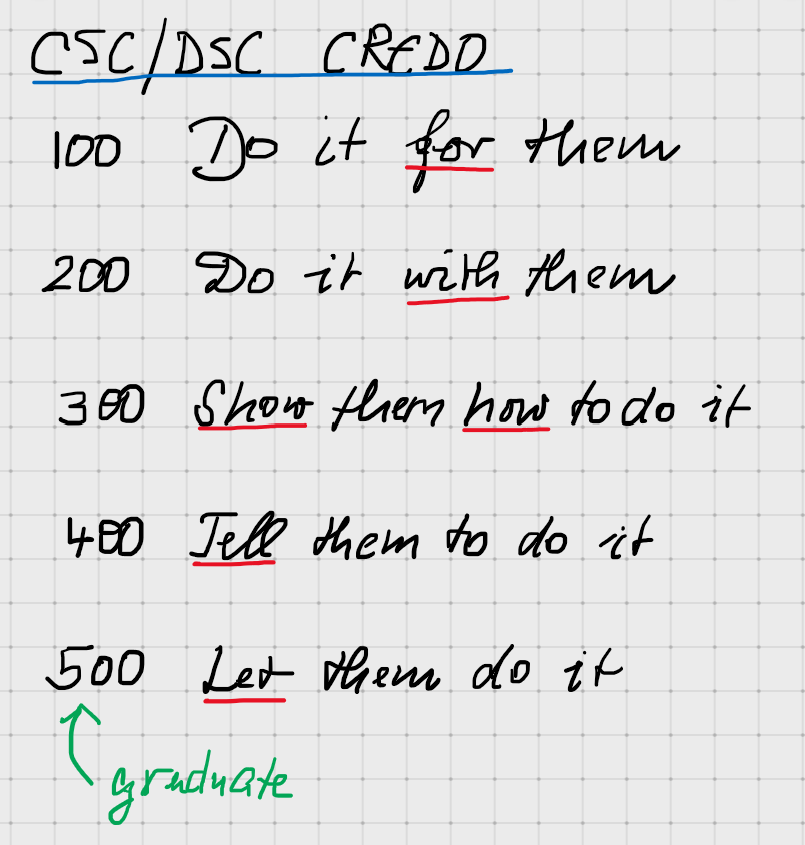 CSC/DSC CREDO
100 Do it for them
200 Do it with them
300 Show them how to do it
400 Tell them to do it
500 Let them do it
graduate